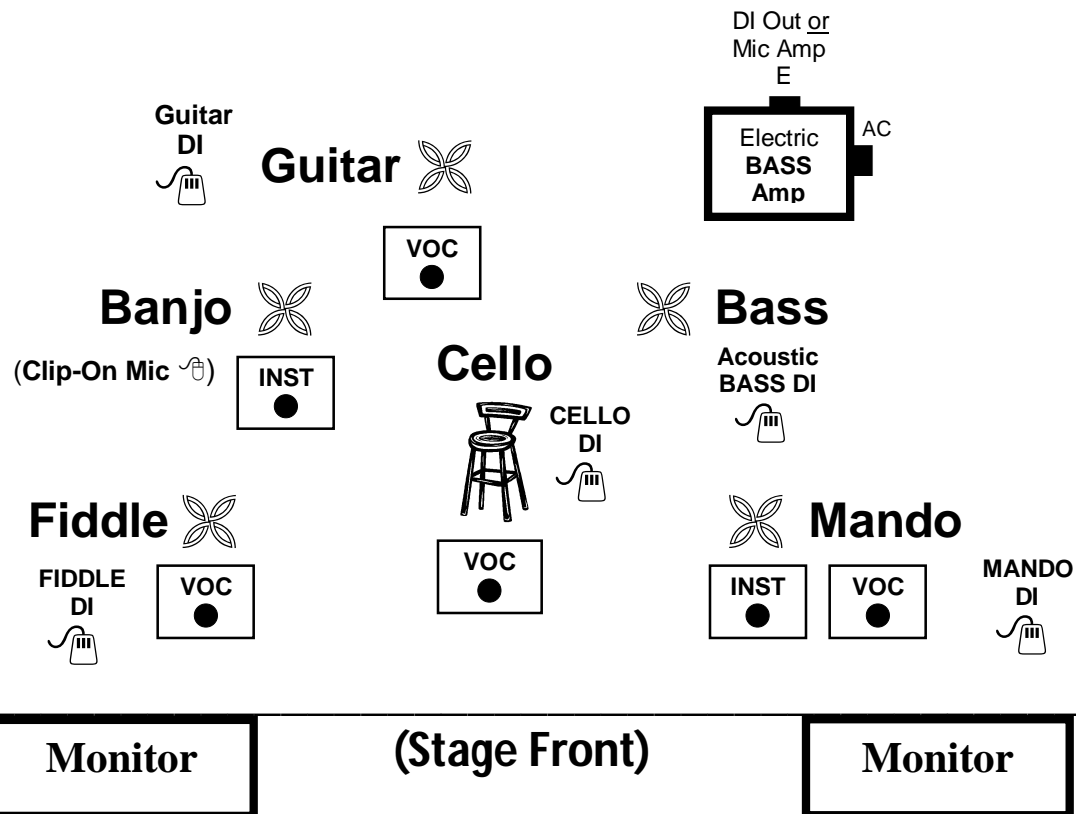 DI Out or
Mic Amp
E
Electric
BASS
Amp
AC
Guitar
DI
Guitar
VOC
Banjo
(Clip-On Mic )
INST
Bass
Acoustic
BASS DI
Cello
CELLO
DI
VOC
Fiddle
FIDDLE
DI
VOC
Mando
INST
VOC
MANDO
DI
Monitor
(Stage Front)
Monitor